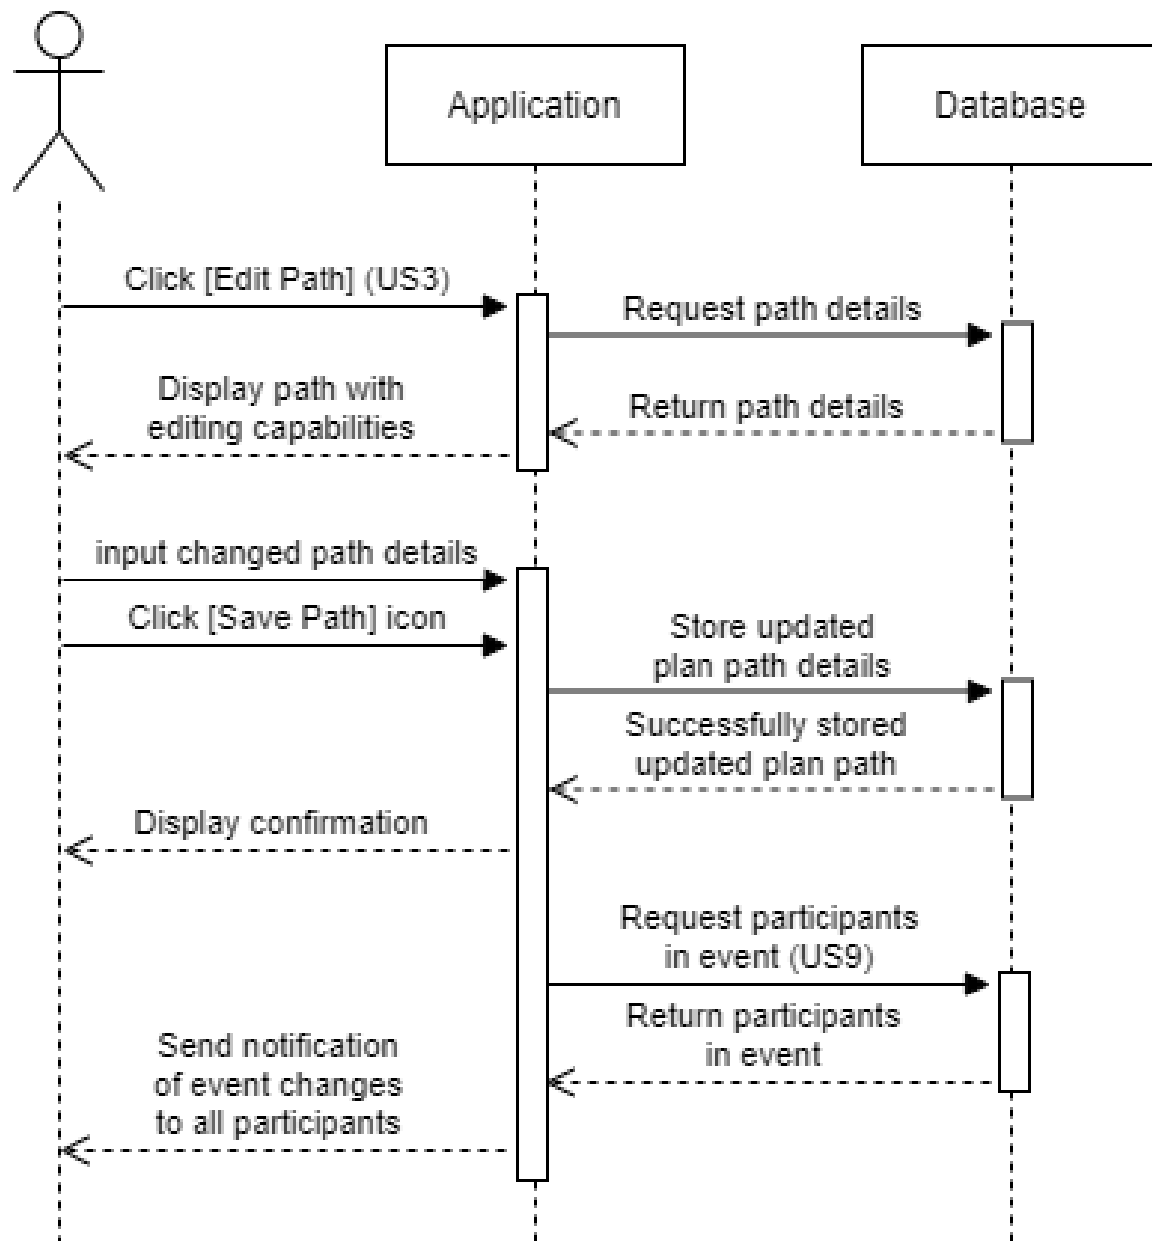 Application
Database
Click [Edit Path] (US3)
Request path details
Display path with
editing capabilities
Return path details
input changed path details
Click [Save Path] icon
Store updated
plan path details
Successfully stored
updated plan path
Display confirmation
Request participants
in event (US9)
Return participants
in event
Send notification
of event changes
to all participants